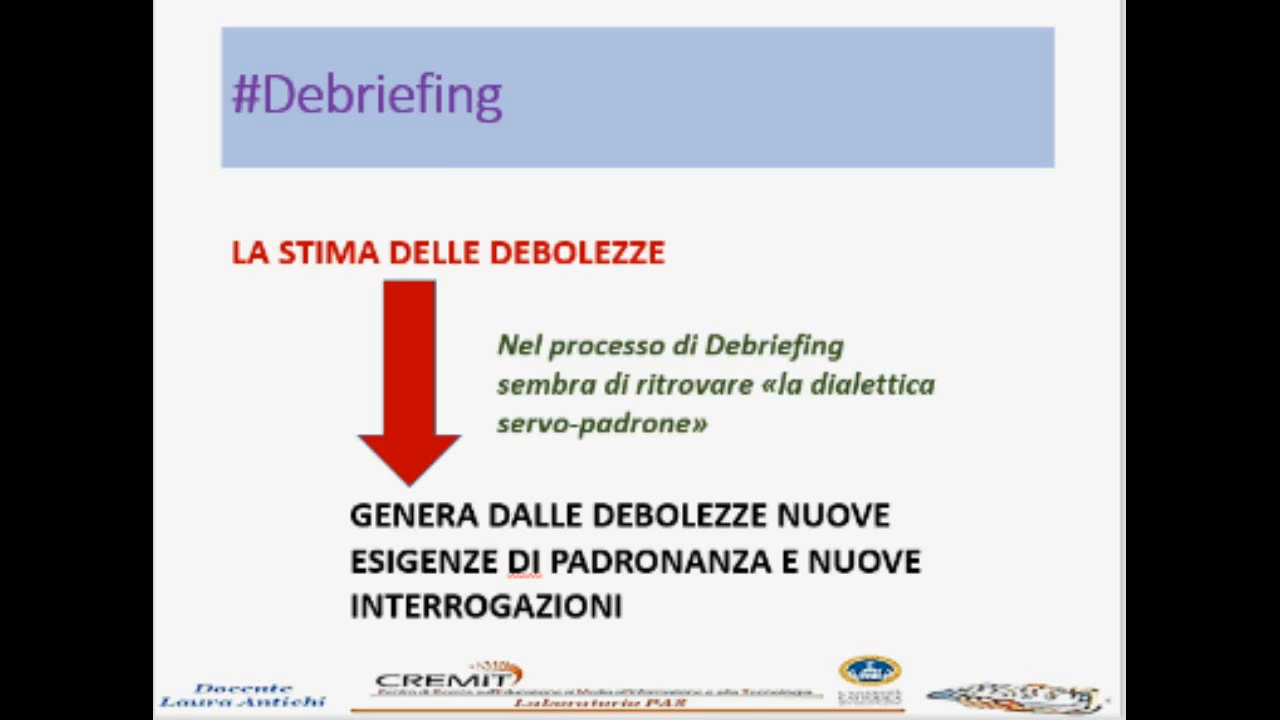 #Debriefing
LA STIMA DELLE DEBOLEZZE
Nel processo di Debriefing
sembra di ritrovare «la dialettica
servo-padrone»
GENERA DALLE DEBOLEZZE NUOVE
ESIGENZE DI PADRONANZA E NUOVE
INTERROGAZIONI
Docente
Laura Antichi
CREMIT
Laboratorio PAS